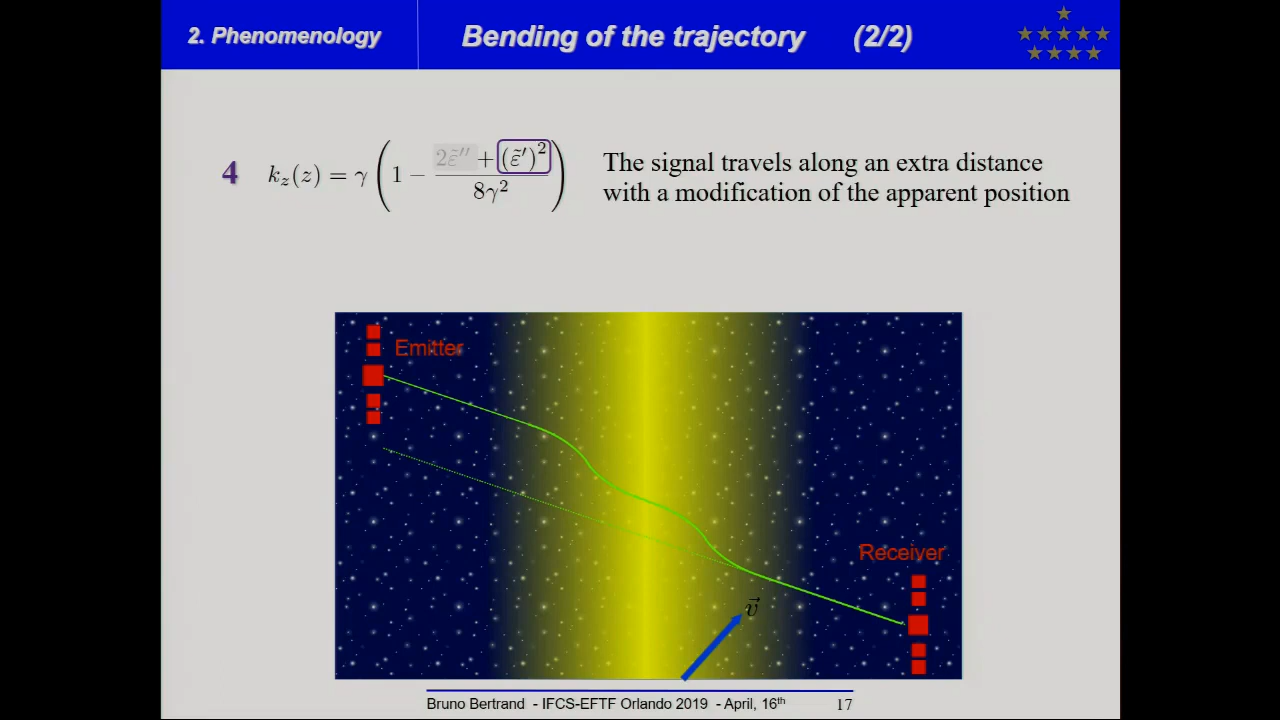 2. Phenomenology
Bending of the trajectory (2/2)
4 k_z(z) = γ (1 − (2ε̃″ + (ε̃′)²) / 8γ²)
The signal travels along an extra distance
with a modification of the apparent position
Emitter
Receiver
v⃗
Bruno Bertrand - IFCS-EFTF Orlando 2019 - April, 16th 17